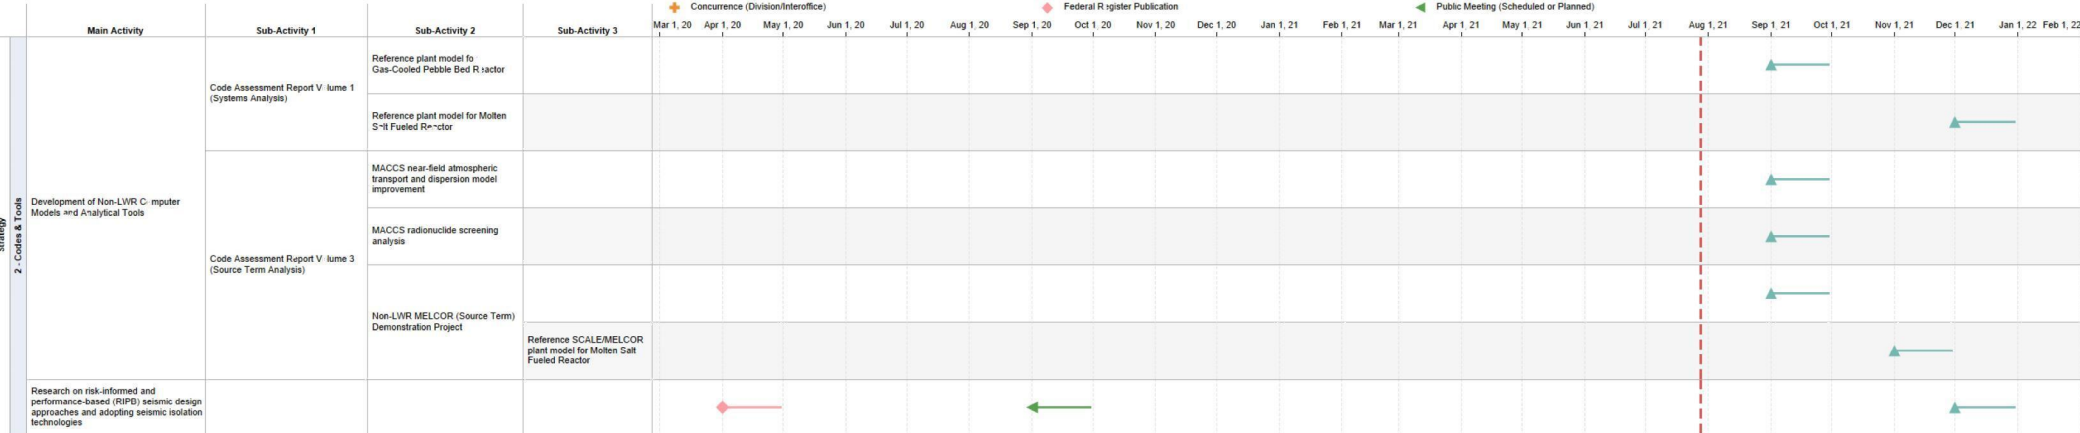 Concurrence (Division/Interoffice)
Federal Register Publication
Public Meeting (Scheduled or Planned)
Main Activity
Sub-Activity 1
Sub-Activity 2
Sub-Activity 3
Mar 1, 20
Apr 1, 20
May 1, 20
Jun 1, 20
Jul 1, 20
Aug 1, 20
Sep 1, 20
Oct 1, 20
Nov 1, 20
Dec 1, 20
Jan 1, 21
Feb 1, 21
Mar 1, 21
Apr 1, 21
May 1, 21
Jun 1, 21
Jul 1, 21
Aug 1, 21
Sep 1, 21
Oct 1, 21
Nov 1, 21
Dec 1, 21
Jan 1, 22
Feb 1, 22
Strategy
2 - Codes & Tools
Development of Non-LWR Computer
Models and Analytical Tools
Code Assessment Report Volume 1
(Systems Analysis)
Reference plant model fo
Gas-Cooled Pebble Bed Reactor
Reference plant model for Molten
Salt Fueled Reactor
Code Assessment Report Volume 3
(Source Term Analysis)
MACCS near-field atmospheric
transport and dispersion model
improvement
MACCS radionuclide screening
analysis
Non-LWR MELCOR (Source Term)
Demonstration Project
Reference SCALE/MELCOR
plant model for Molten Salt
Fueled Reactor
Research on risk-informed and
performance-based (RIPB) seismic design
approaches and adopting seismic isolation
technologies